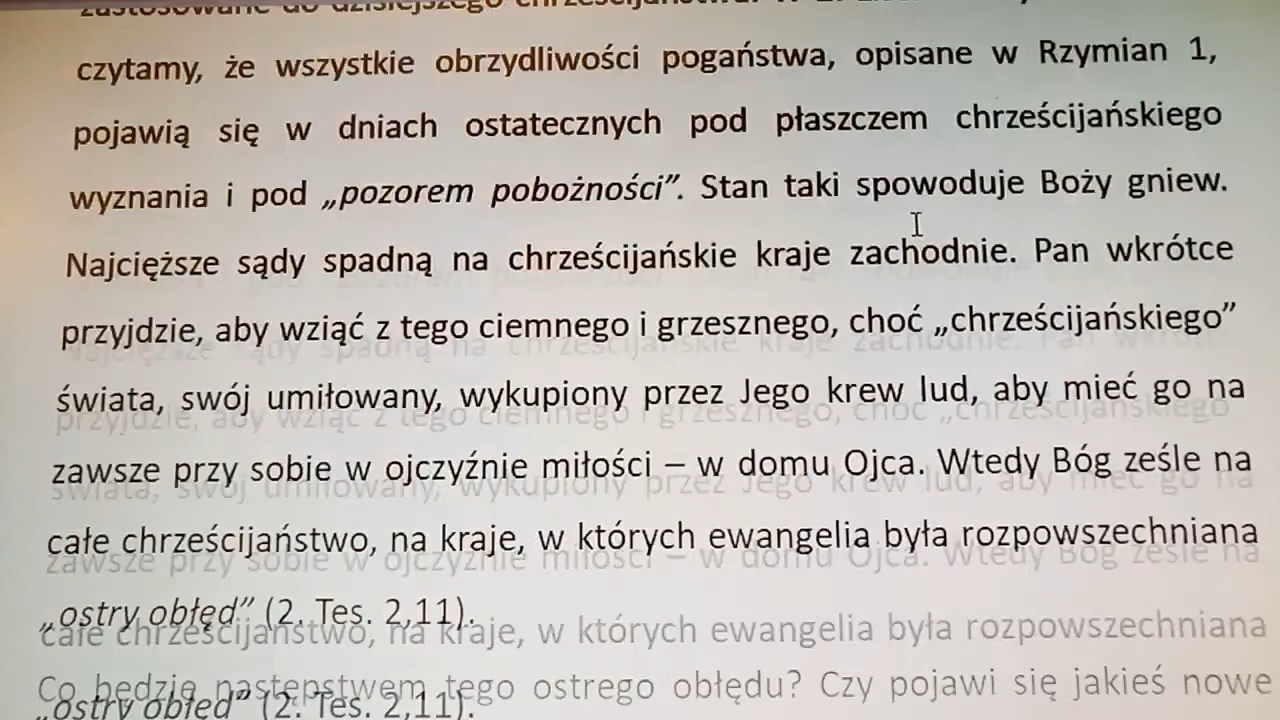 zastosowane do dzisiejszego chrześcijaństwa.
czytamy, że wszystkie obrzydliwości pogaństwa, opisane w Rzymian 1,
pojawią się w dniach ostatecznych pod płaszczem chrześcijańskiego
wyznania i pod „pozorem pobożności”. Stan taki spowoduje Boży gniew.
Najcięższe sądy spadną na chrześcijańskie kraje zachodnie. Pan wkrótce
przyjdzie, aby wziąć z tego ciemnego i grzesznego, choć „chrześcijańskiego”
świata, swój umiłowany, wykupiony przez Jego krew lud, aby mieć go na
zawsze przy sobie w ojczyźnie miłości – w domu Ojca. Wtedy Bóg ześle na
całe chrześcijaństwo, na kraje, w których ewangelia była rozpowszechniana
„ostry obłęd” (2. Tes. 2,11).
Co będzie następstwem tego ostrego obłędu? Czy pojawi się jakieś nowe